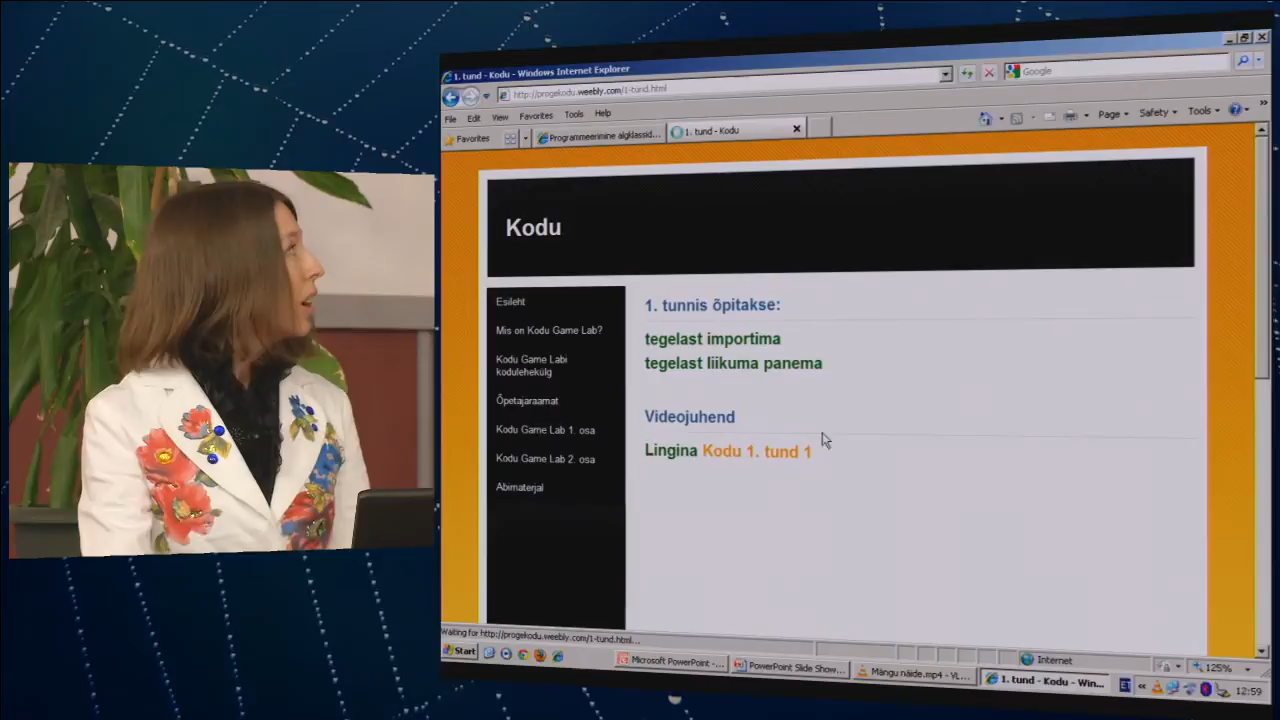 1. tund - Kodu - Windows Internet Explorer
http://progekodu.weebly.com/1-tund.html
Google
File Edit View Favorites Tools Help
Favorites
Programmeerimine algklassid...
1. tund - Kodu
Page Safety Tools
Kodu
Esileht
Mis on Kodu Game Lab?
Kodu Game Labi
kodulehekülg
Õpetajaraamat
Kodu Game Lab 1. osa
Kodu Game Lab 2. osa
Abimaterjal
1. tunnis õpitakse:
tegelast importima
tegelast liikuma panema
Videojuhend
Lingina Kodu 1. tund 1
Waiting for http://progekodu.weebly.com/1-tund.html...
Internet
125%
Start
Microsoft PowerPoint -...
PowerPoint Slide Show...
Mängu näide.mp4 - VL...
1. tund - Kodu - Win...
ET
12:59